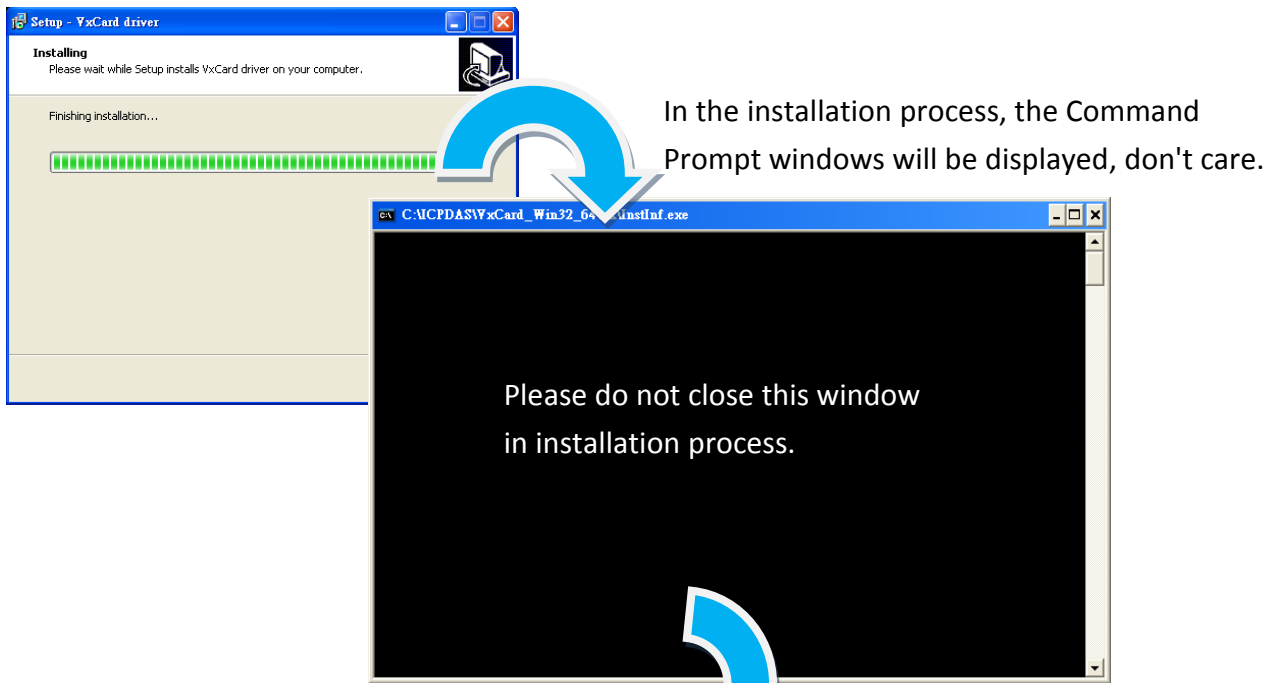 Setup - VxCard driver
Installing
Please wait while Setup installs VxCard driver on your computer.
Finishing installation...
In the installation process, the Command
Prompt windows will be displayed, don't care.
C:\ICPDAS\VxCard_Win32_64 InstInf.exe
Please do not close this window
in installation process.